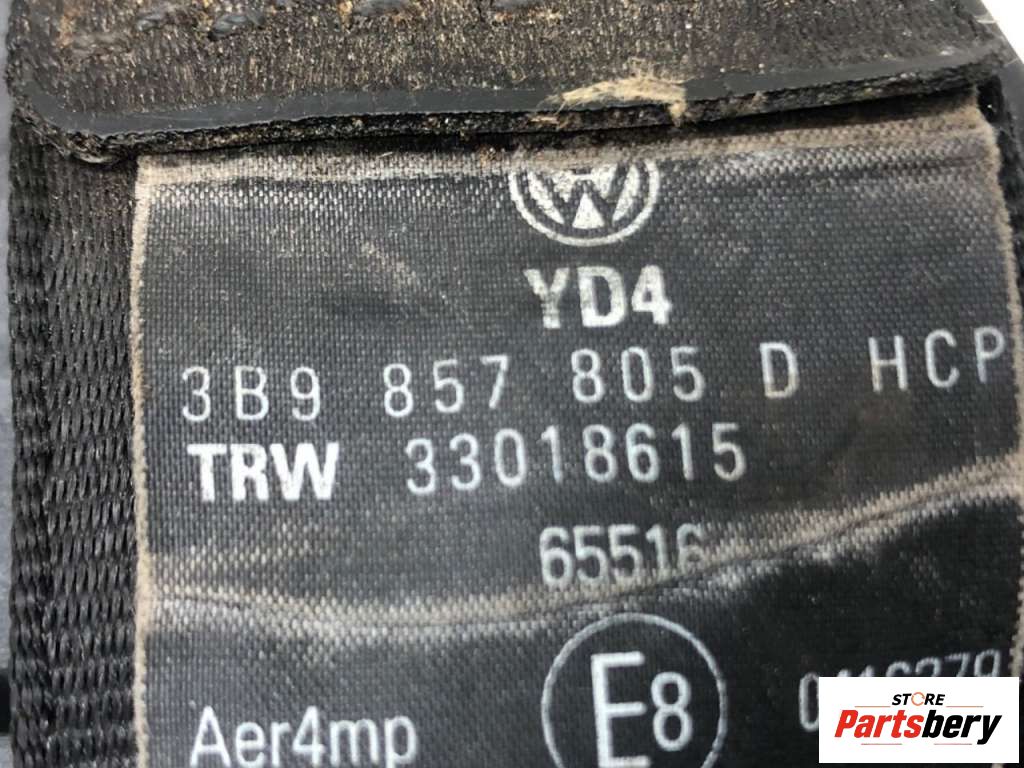 YD4
3B9 857 805 D HCP
TRW 33018615
65516
Aer4mp E8
STORE
Partsbery